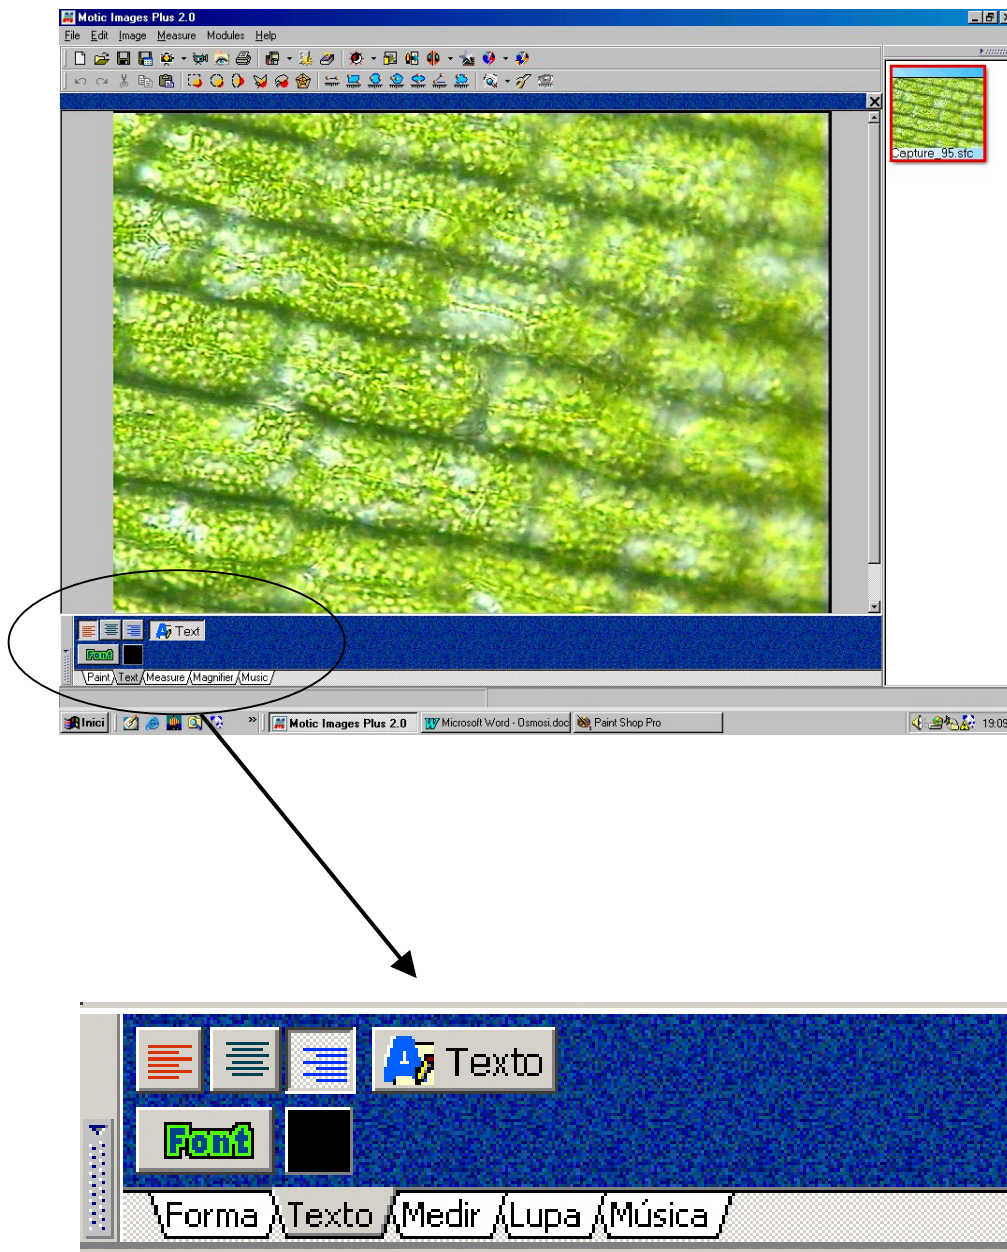 Motic Images Plus 2.0
File Edit Image Measure Modules Help
Capture_95.sfc
Text
Font
Paint Text Measure Magnifier Music
Inici » Motic Images Plus 2.0 Microsoft Word - Osmosi.doc Paint Shop Pro 19:09
Texto
Font
Forma Texto Medir Lupa Música